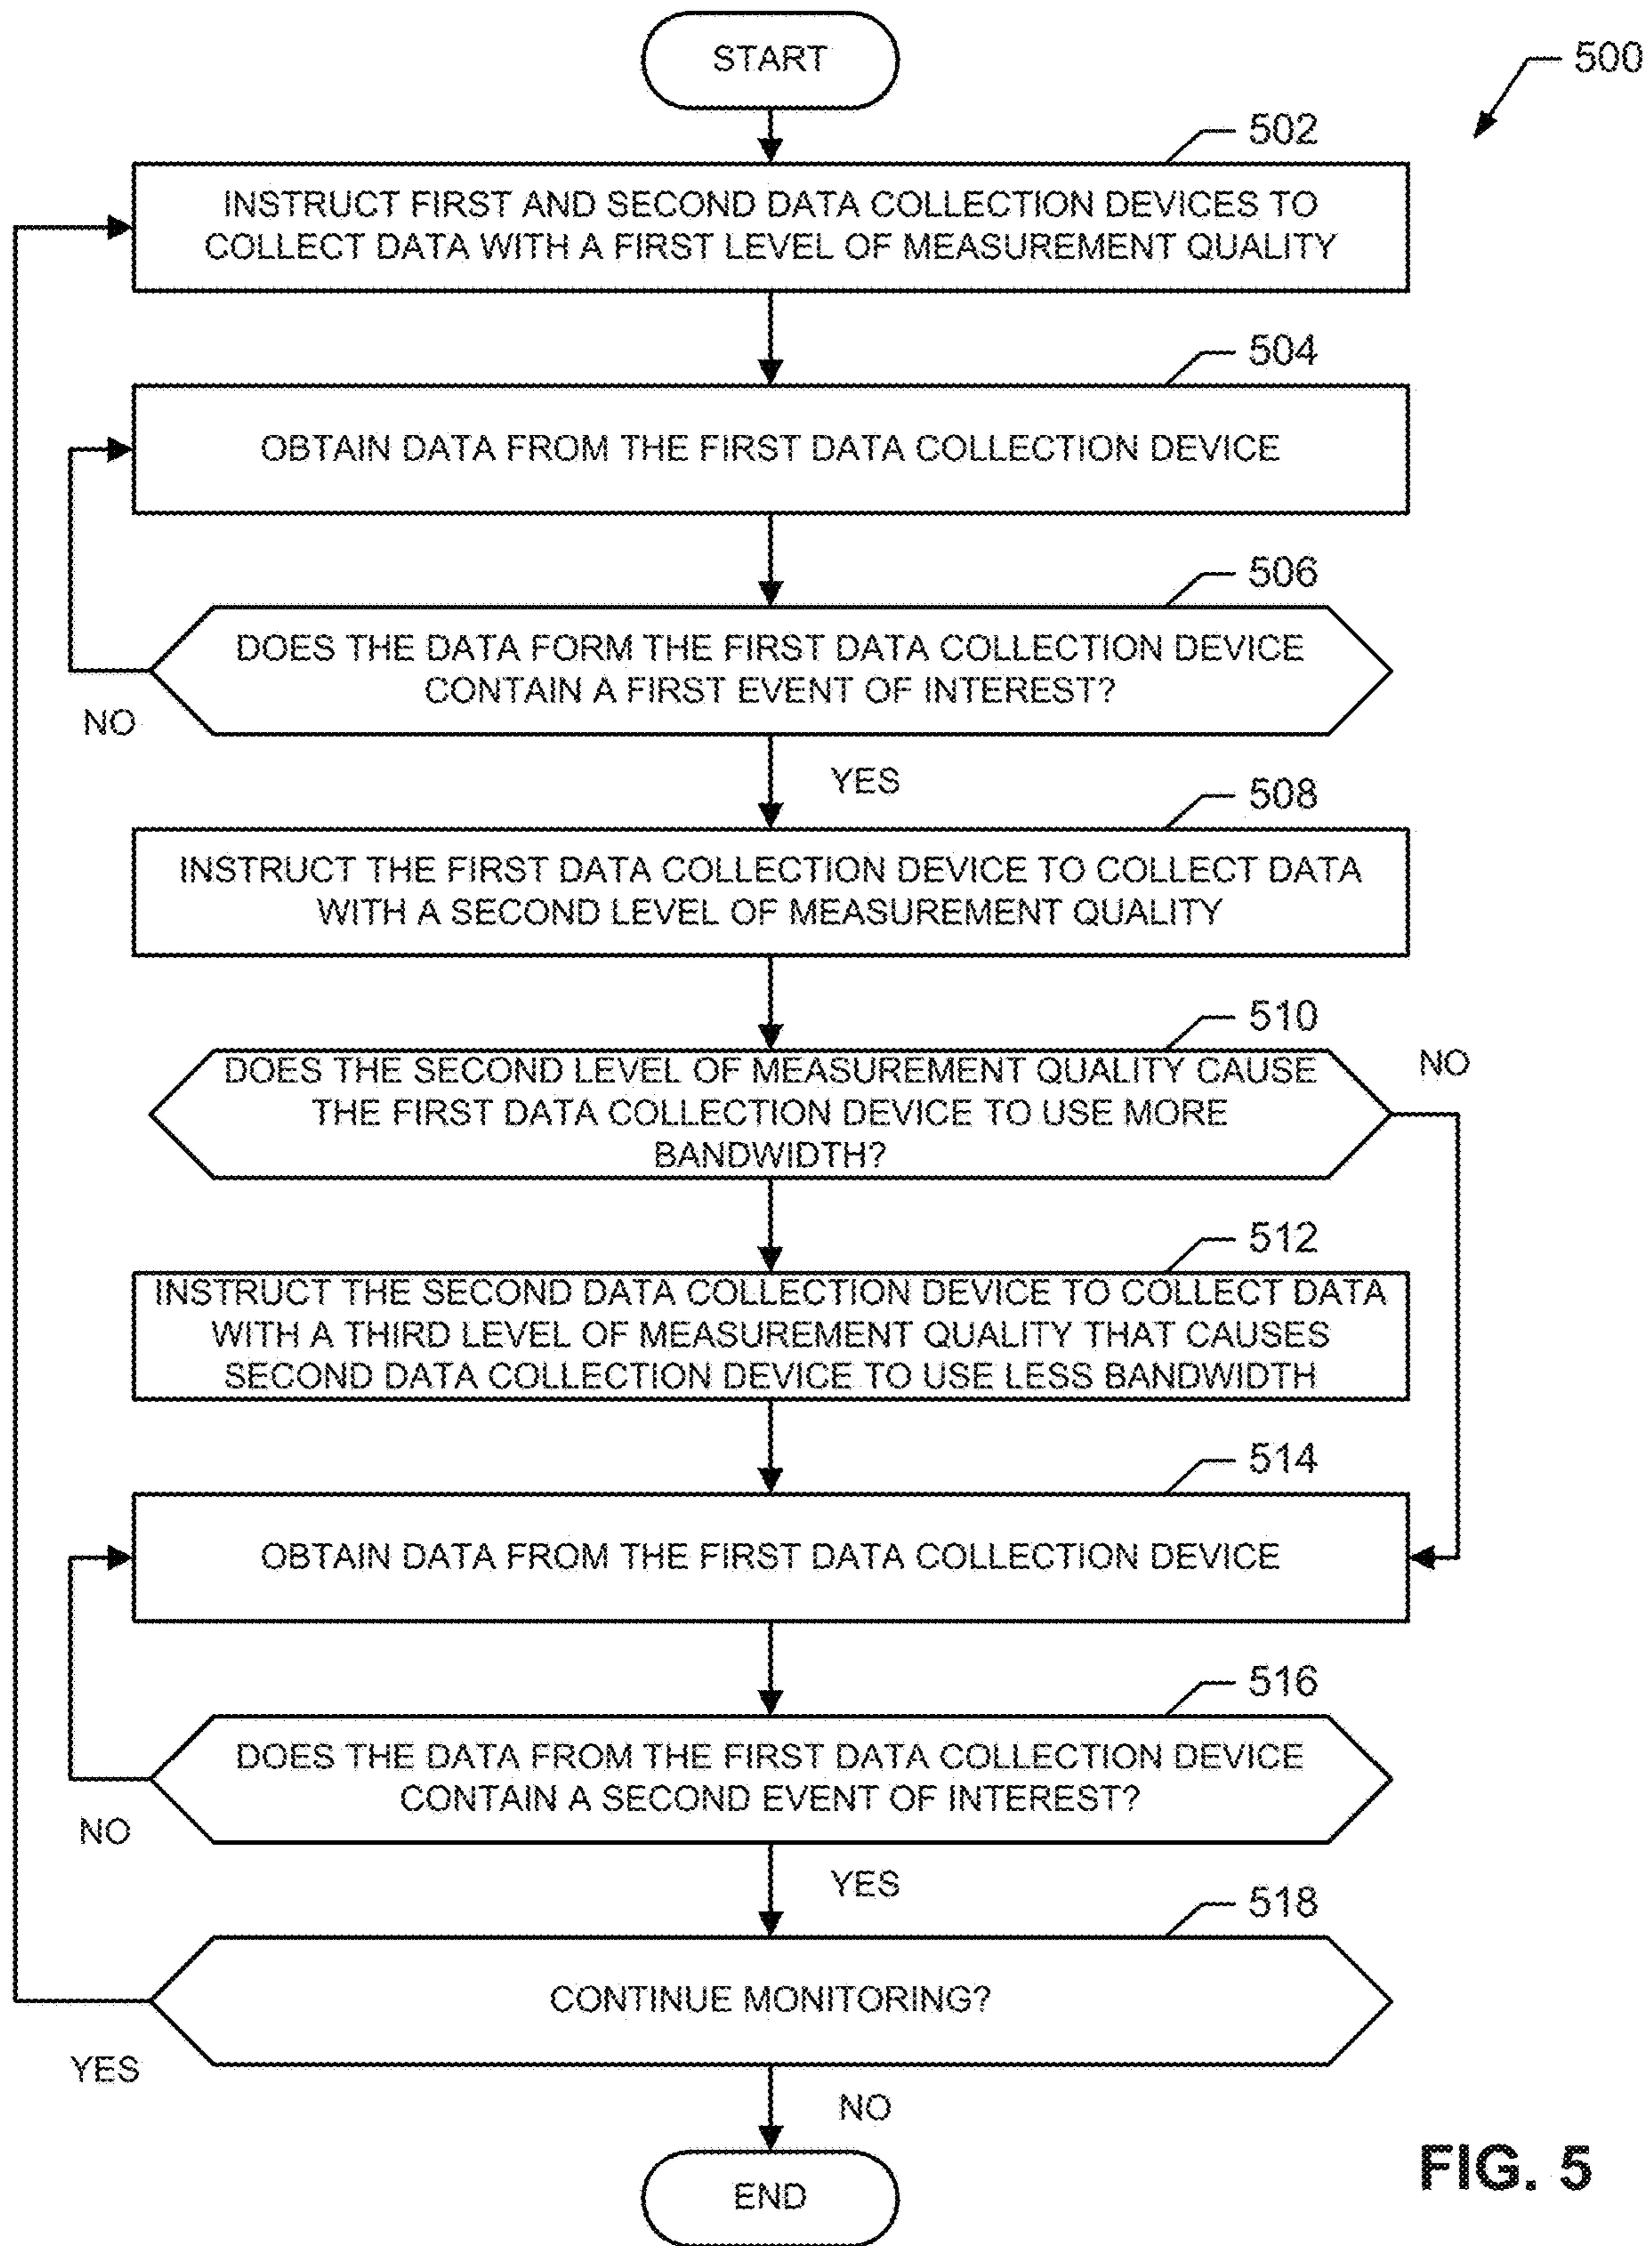 START
500
502
INSTRUCT FIRST AND SECOND DATA COLLECTION DEVICES TO
COLLECT DATA WITH A FIRST LEVEL OF MEASUREMENT QUALITY
504
OBTAIN DATA FROM THE FIRST DATA COLLECTION DEVICE
506
DOES THE DATA FORM THE FIRST DATA COLLECTION DEVICE
CONTAIN A FIRST EVENT OF INTEREST?
NO
YES
508
INSTRUCT THE FIRST DATA COLLECTION DEVICE TO COLLECT DATA
WITH A SECOND LEVEL OF MEASUREMENT QUALITY
510
DOES THE SECOND LEVEL OF MEASUREMENT QUALITY CAUSE
THE FIRST DATA COLLECTION DEVICE TO USE MORE
BANDWIDTH?
NO
512
INSTRUCT THE SECOND DATA COLLECTION DEVICE TO COLLECT DATA
WITH A THIRD LEVEL OF MEASUREMENT QUALITY THAT CAUSES
SECOND DATA COLLECTION DEVICE TO USE LESS BANDWIDTH
514
OBTAIN DATA FROM THE FIRST DATA COLLECTION DEVICE
516
DOES THE DATA FROM THE FIRST DATA COLLECTION DEVICE
CONTAIN A SECOND EVENT OF INTEREST?
NO
YES
518
CONTINUE MONITORING?
YES
NO
END
FIG. 5